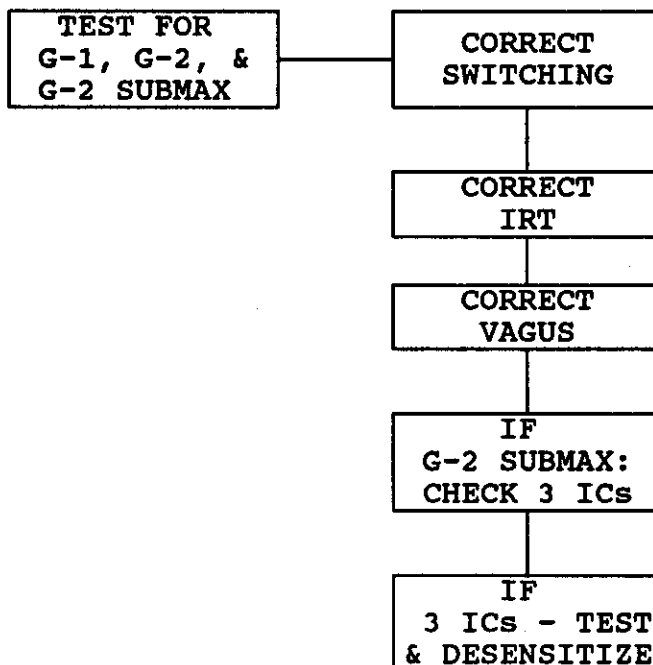 TEST FOR
G-1, G-2, &
G-2 SUBMAX
CORRECT
SWITCHING
CORRECT
IRT
CORRECT
VAGUS
IF
G-2 SUBMAX:
CHECK 3 ICs
IF
3 ICs - TEST
& DESENSITIZE